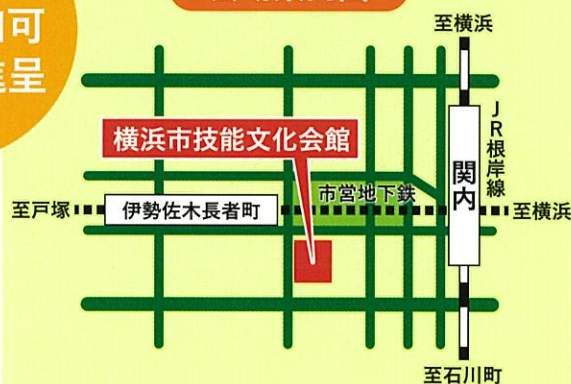 可
呈
至横浜
JR根岸線
横浜市技能文化会館
関内
市営地下鉄
至戸塚
伊勢佐木長者町
至横浜
至石川町